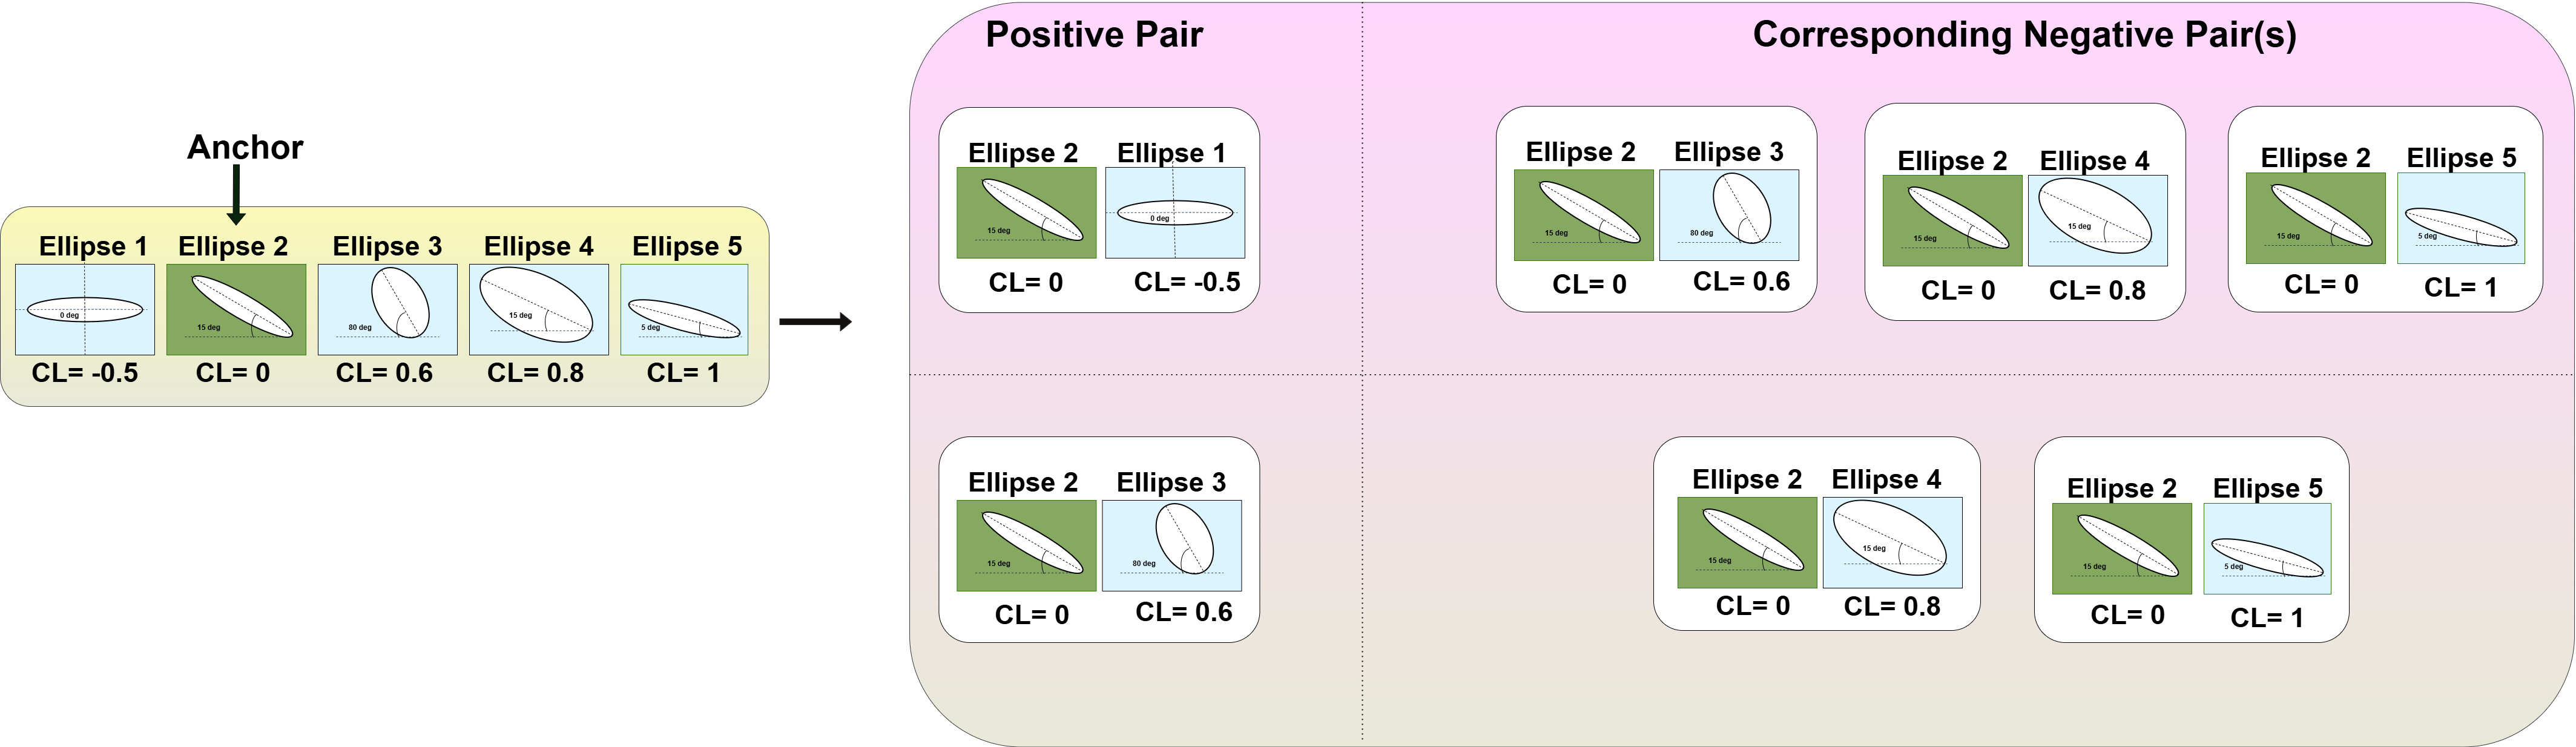 Positive Pair
Corresponding Negative Pair(s)
Anchor
Ellipse 1 Ellipse 2 Ellipse 3 Ellipse 4 Ellipse 5
0 deg 15 deg 80 deg 15 deg 5 deg
CL= -0.5 CL= 0 CL= 0.6 CL= 0.8 CL= 1
Ellipse 2 Ellipse 1
15 deg 0 deg
CL= 0 CL= -0.5
Ellipse 2 Ellipse 3
15 deg 80 deg
CL= 0 CL= 0.6
Ellipse 2 Ellipse 4
15 deg 15 deg
CL= 0 CL= 0.8
Ellipse 2 Ellipse 5
15 deg 5 deg
CL= 0 CL= 1
Ellipse 2 Ellipse 3
15 deg 80 deg
CL= 0 CL= 0.6
Ellipse 2 Ellipse 4
15 deg 15 deg
CL= 0 CL= 0.8
Ellipse 2 Ellipse 5
15 deg 5 deg
CL= 0 CL= 1